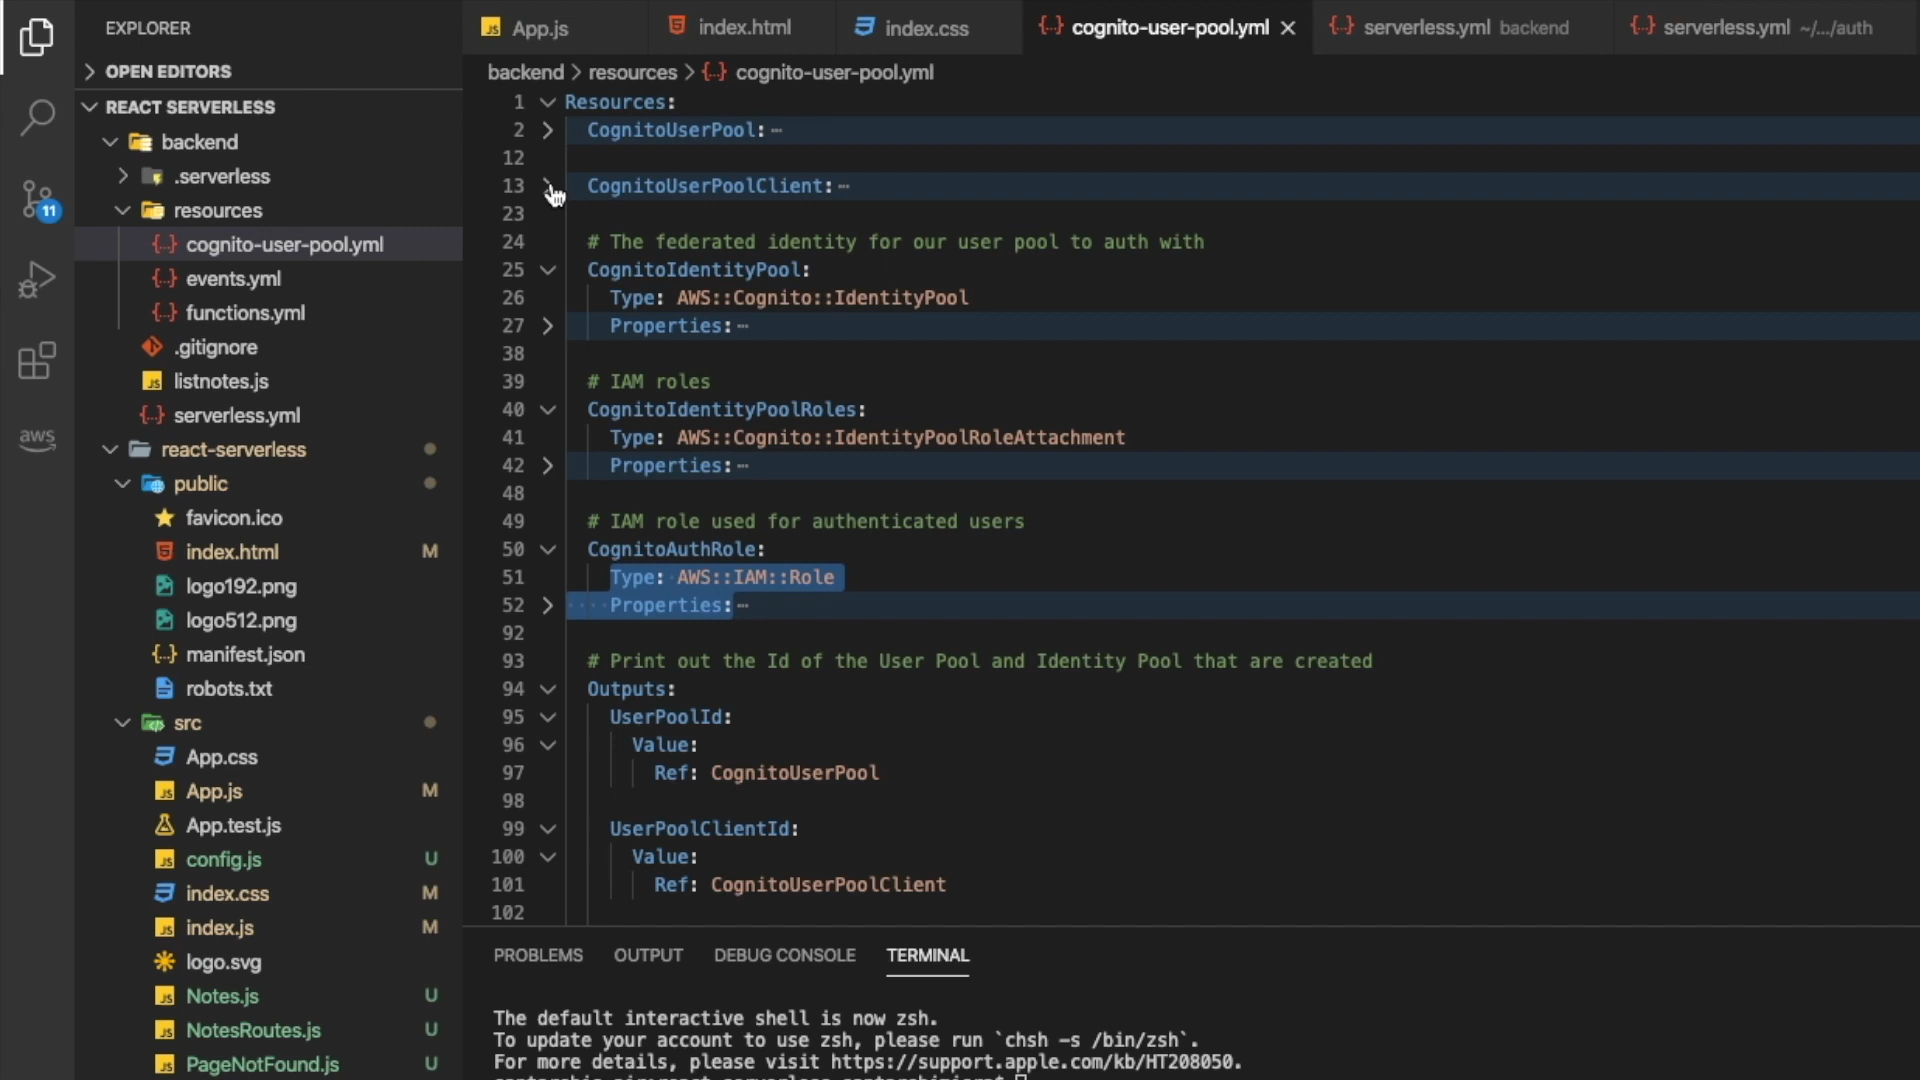 EXPLORER
OPEN EDITORS
REACT SERVERLESS
backend
.serverless
resources
cognito-user-pool.yml
events.yml
functions.yml
.gitignore
listnotes.js
serverless.yml
react-serverless
public
favicon.ico
index.html M
logo192.png
logo512.png
manifest.json
robots.txt
src
App.css
App.js M
App.test.js
config.js U
index.css M
index.js M
logo.svg
Notes.js U
NotesRoutes.js U
PageNotFound.js U
11
aws
App.js index.html index.css cognito-user-pool.yml serverless.yml backend serverless.yml ~/.../auth
backend > resources > cognito-user-pool.yml
1 Resources:
2 CognitoUserPool: ⋯
12
13 CognitoUserPoolClient: ⋯
23
24 # The federated identity for our user pool to auth with
25 CognitoIdentityPool:
26 Type: AWS::Cognito::IdentityPool
27 Properties: ⋯
38
39 # IAM roles
40 CognitoIdentityPoolRoles:
41 Type: AWS::Cognito::IdentityPoolRoleAttachment
42 Properties: ⋯
48
49 # IAM role used for authenticated users
50 CognitoAuthRole:
51 Type: AWS::IAM::Role
52 Properties: ⋯
92
93 # Print out the Id of the User Pool and Identity Pool that are created
94 Outputs:
95 UserPoolId:
96 Value:
97 Ref: CognitoUserPool
98
99 UserPoolClientId:
100 Value:
101 Ref: CognitoUserPoolClient
102
PROBLEMS OUTPUT DEBUG CONSOLE TERMINAL
The default interactive shell is now zsh.
To update your account to use zsh, please run `chsh -s /bin/zsh`.
For more details, please visit https://support.apple.com/kb/HT208050.